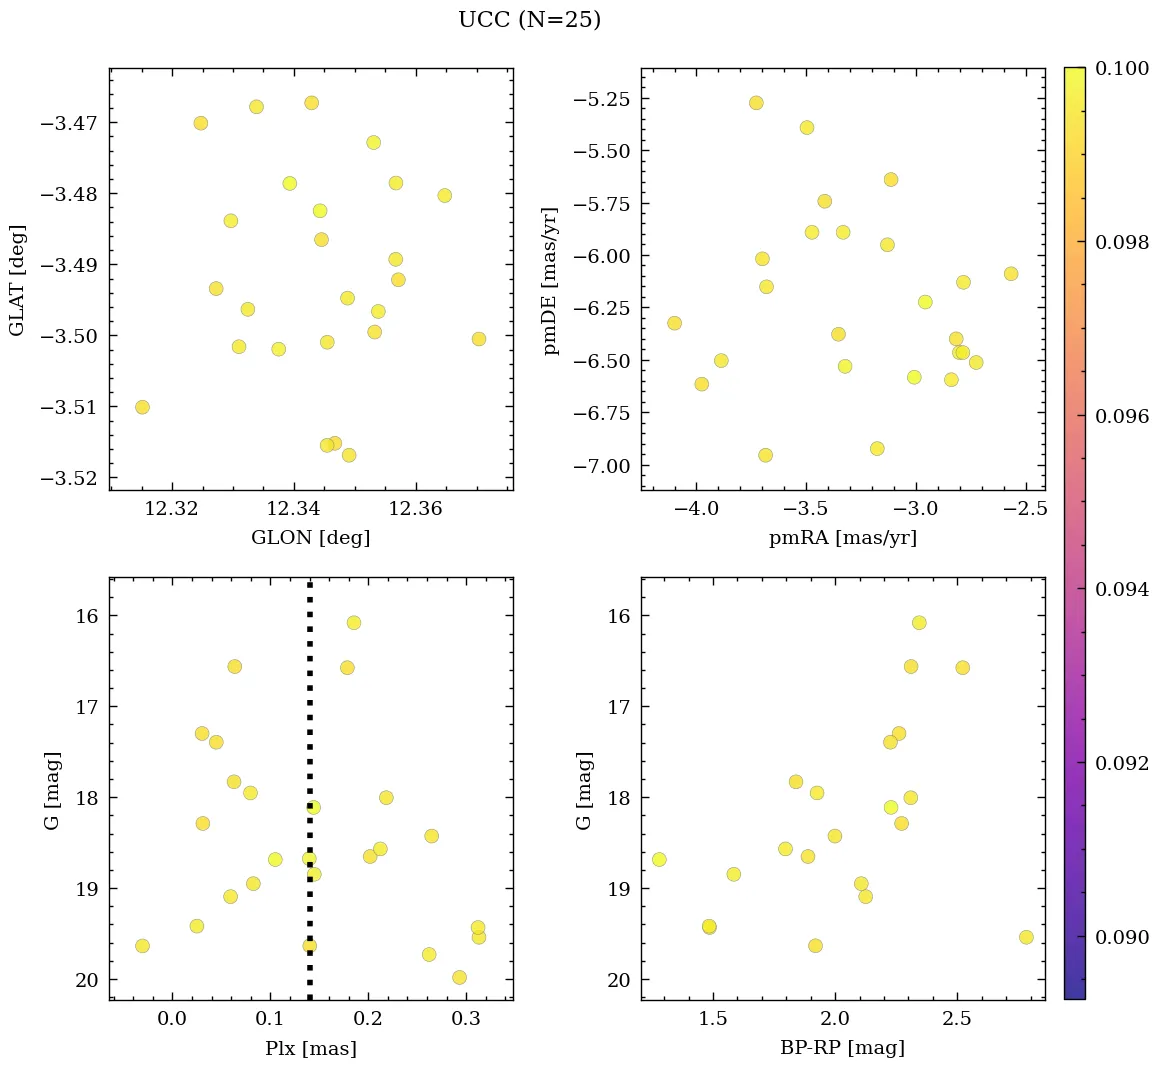 UCC (N=25)
−3.47
−3.48
−3.49
−3.50
−3.51
−3.52
GLAT [deg]
12.32 12.34 12.36
GLON [deg]
−5.25
−5.50
−5.75
−6.00
−6.25
−6.50
−6.75
−7.00
pmDE [mas/yr]
−4.0 −3.5 −3.0 −2.5
pmRA [mas/yr]
16
17
18
19
20
G [mag]
0.0 0.1 0.2 0.3
Plx [mas]
16
17
18
19
20
G [mag]
1.5 2.0 2.5
BP-RP [mag]
0.100
0.098
0.096
0.094
0.092
0.090